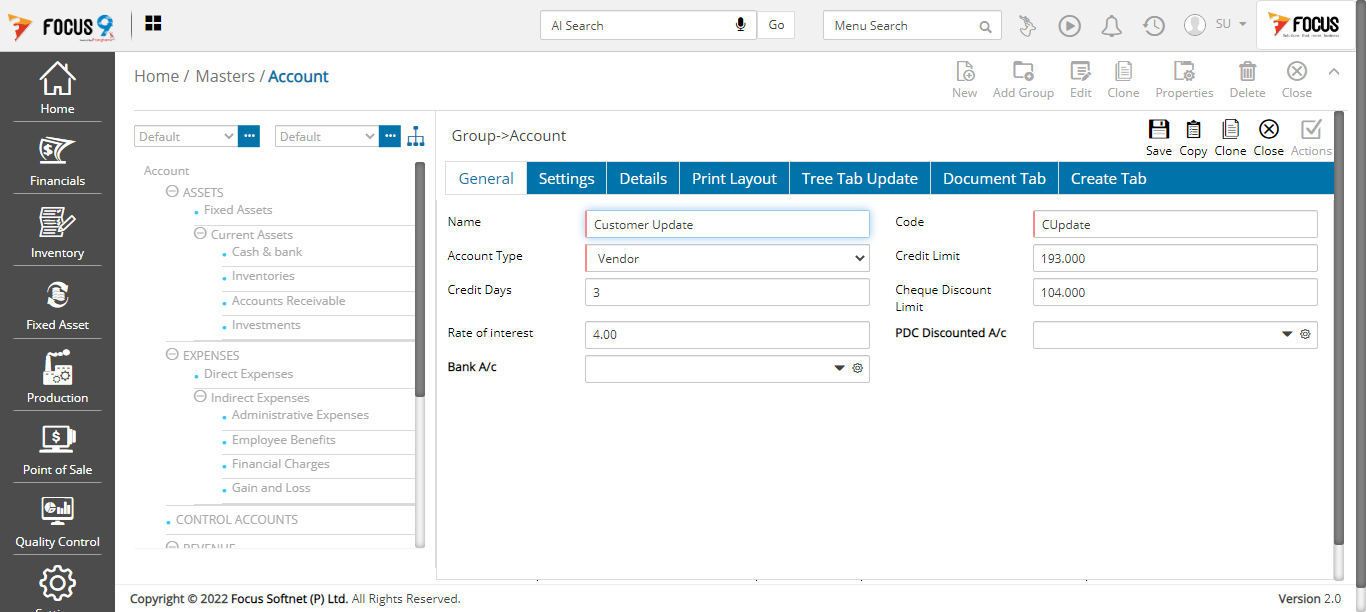 FOCUS 9
AI Search
Go
Menu Search
SU
FOCUS
Home
Financials
Inventory
Fixed Asset
Production
Point of Sale
Quality Control
Home / Masters / Account
New
Add Group
Edit
Clone
Properties
Delete
Close
Default
Default
Account
ASSETS
Fixed Assets
Current Assets
Cash & bank
Inventories
Accounts Receivable
Investments
EXPENSES
Direct Expenses
Indirect Expenses
Administrative Expenses
Employee Benefits
Financial Charges
Gain and Loss
CONTROL ACCOUNTS
REVENUE
Group->Account
Save
Copy
Clone
Close
Actions
General
Settings
Details
Print Layout
Tree Tab Update
Document Tab
Create Tab
Name
Customer Update
Code
CUpdate
Account Type
Vendor
Credit Limit
193.000
Credit Days
3
Cheque Discount
Limit
104.000
Rate of interest
4.00
PDC Discounted A/c
Bank A/c
Copyright © 2022 Focus Softnet (P) Ltd. All Rights Reserved.
Version 2.0